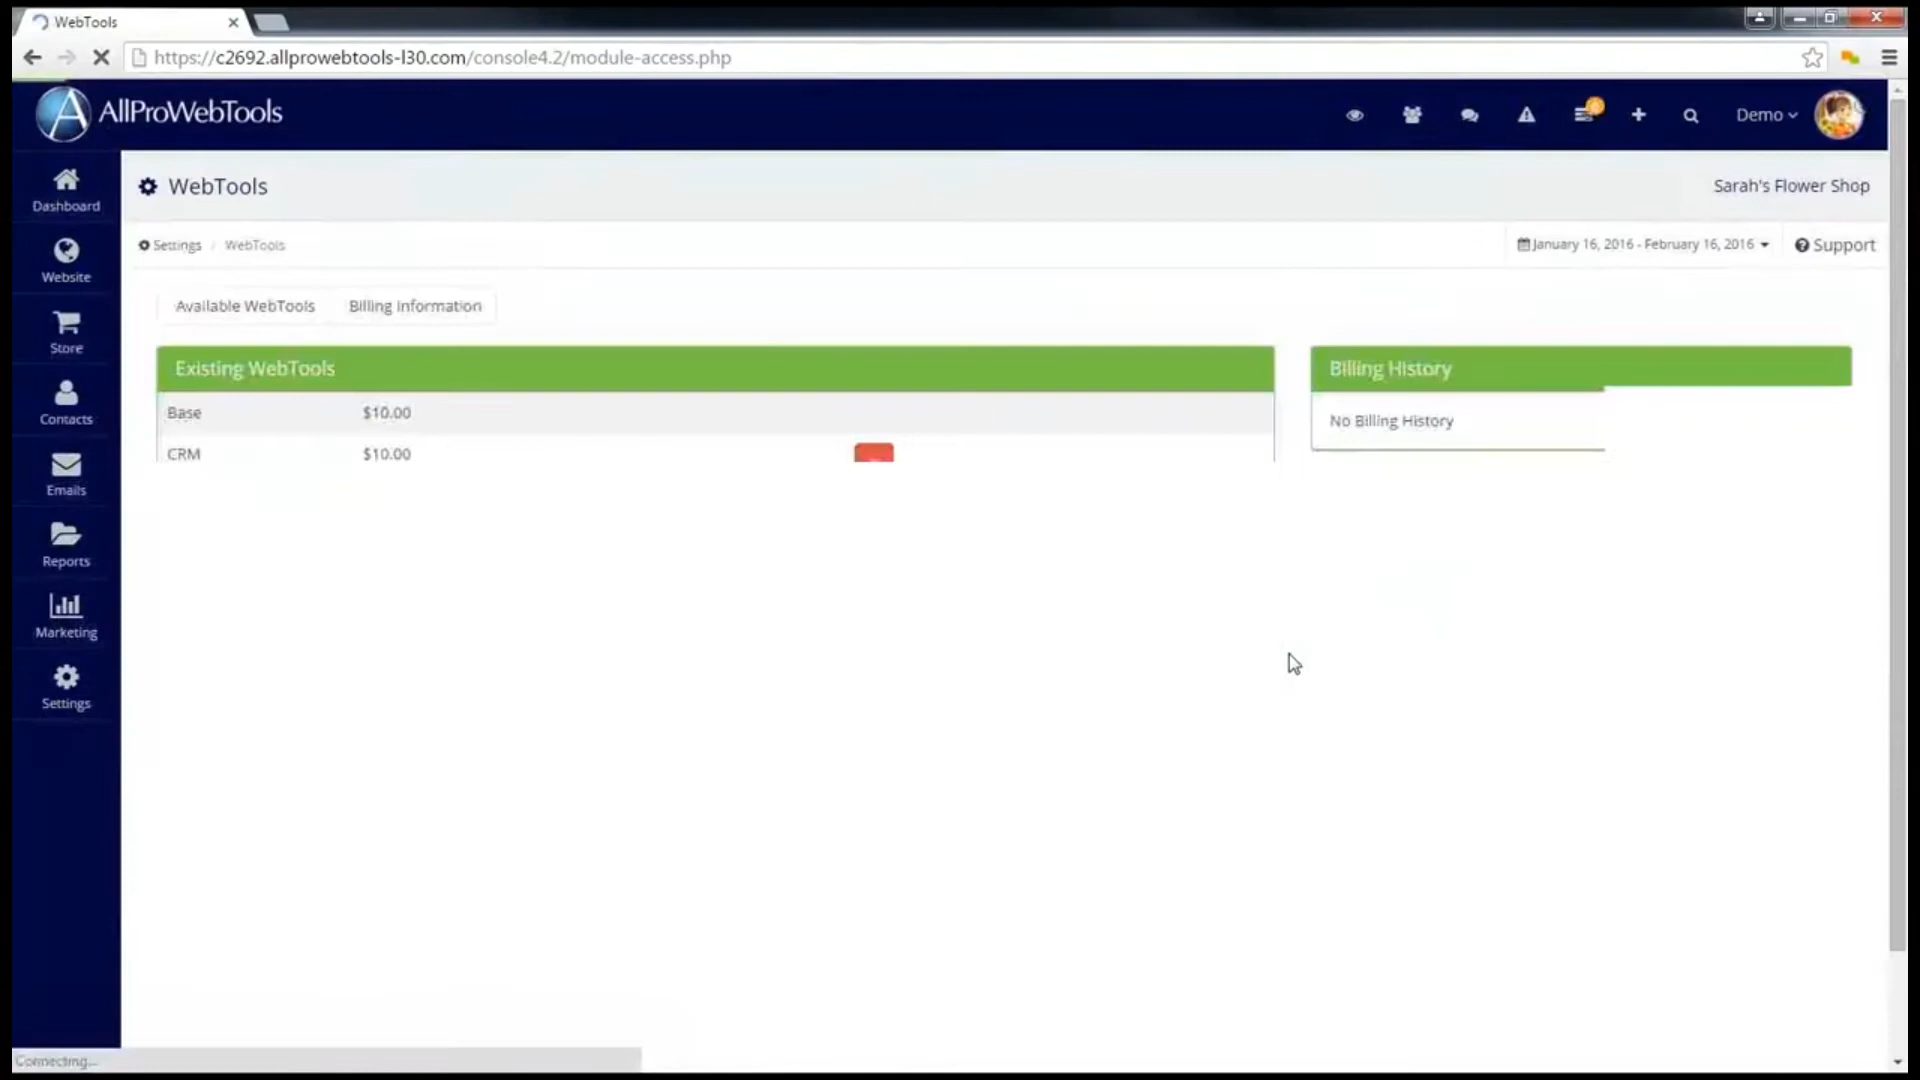 WebTools
https://c2692.allprowebtools-l30.com/console4.2/module-access.php
AllProWebTools
Demo
Dashboard
Website
Store
Contacts
Emails
Reports
Marketing
Settings
WebTools
Sarah's Flower Shop
Settings / WebTools
January 16, 2016 - February 16, 2016
Support
Available WebTools
Billing Information
Existing WebTools
Base $10.00
CRM $10.00
Billing History
No Billing History
Connecting...